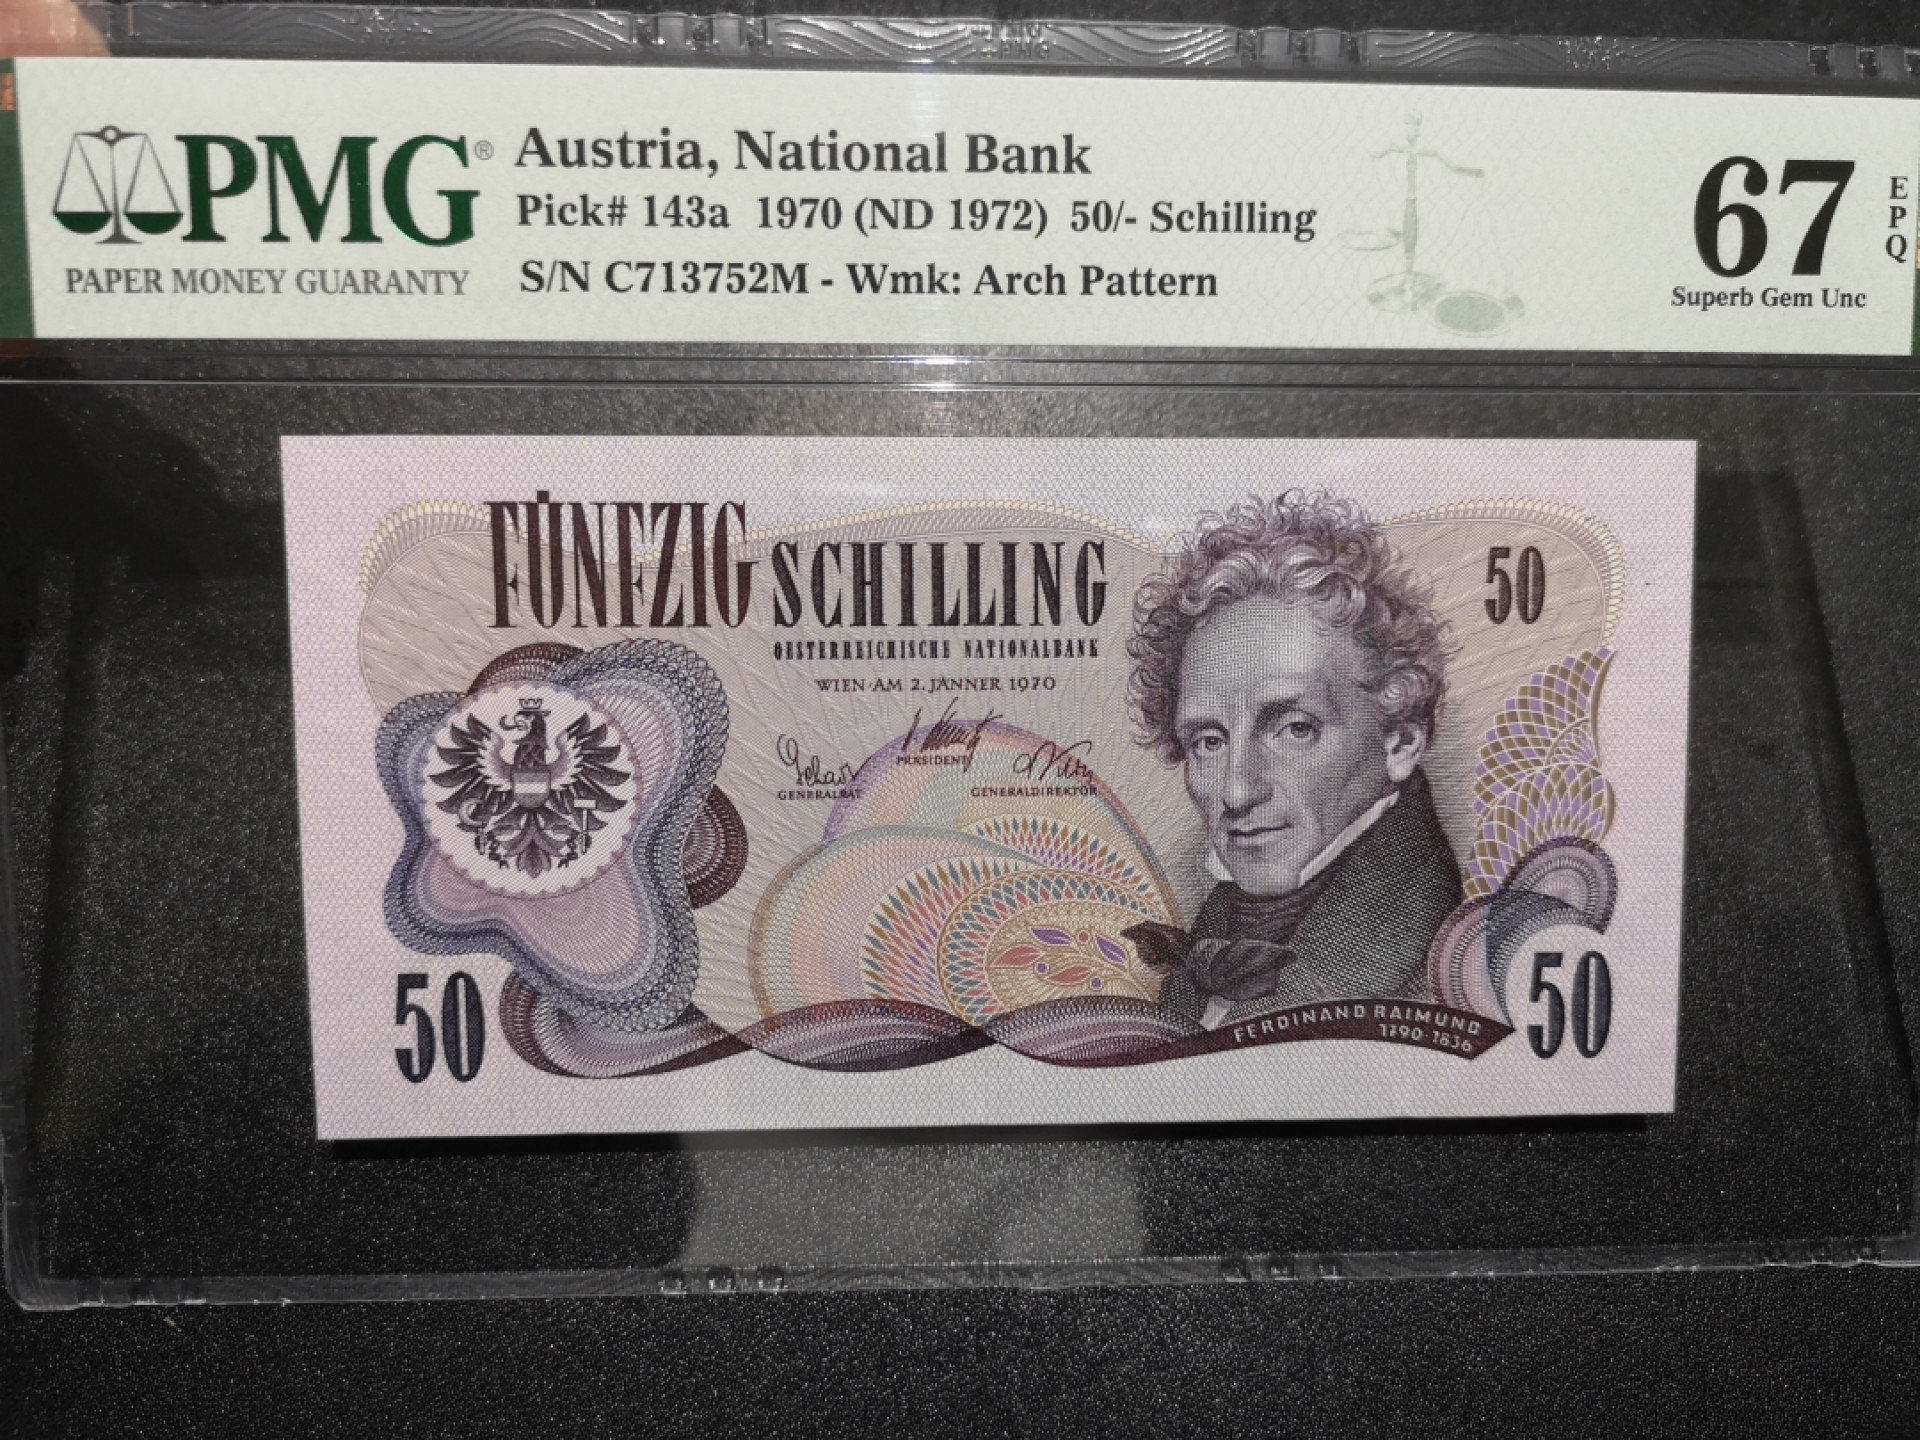 PMG®
PAPER MONEY GUARANTY
Austria, National Bank
Pick# 143a 1970 (ND 1972) 50/- Schilling
S/N C713752M - Wmk: Arch Pattern
67
EPQ
Superb Gem Unc
FÜNFZIG SCHILLING
OESTERREICHISCHE NATIONALBANK
WIEN·AM 2. JÄNNER 1970
PRÄSIDENT
GENERALRAT
GENERALDIREKTOR
50
50
50
FERDINAND RAIMUND
1790-1836